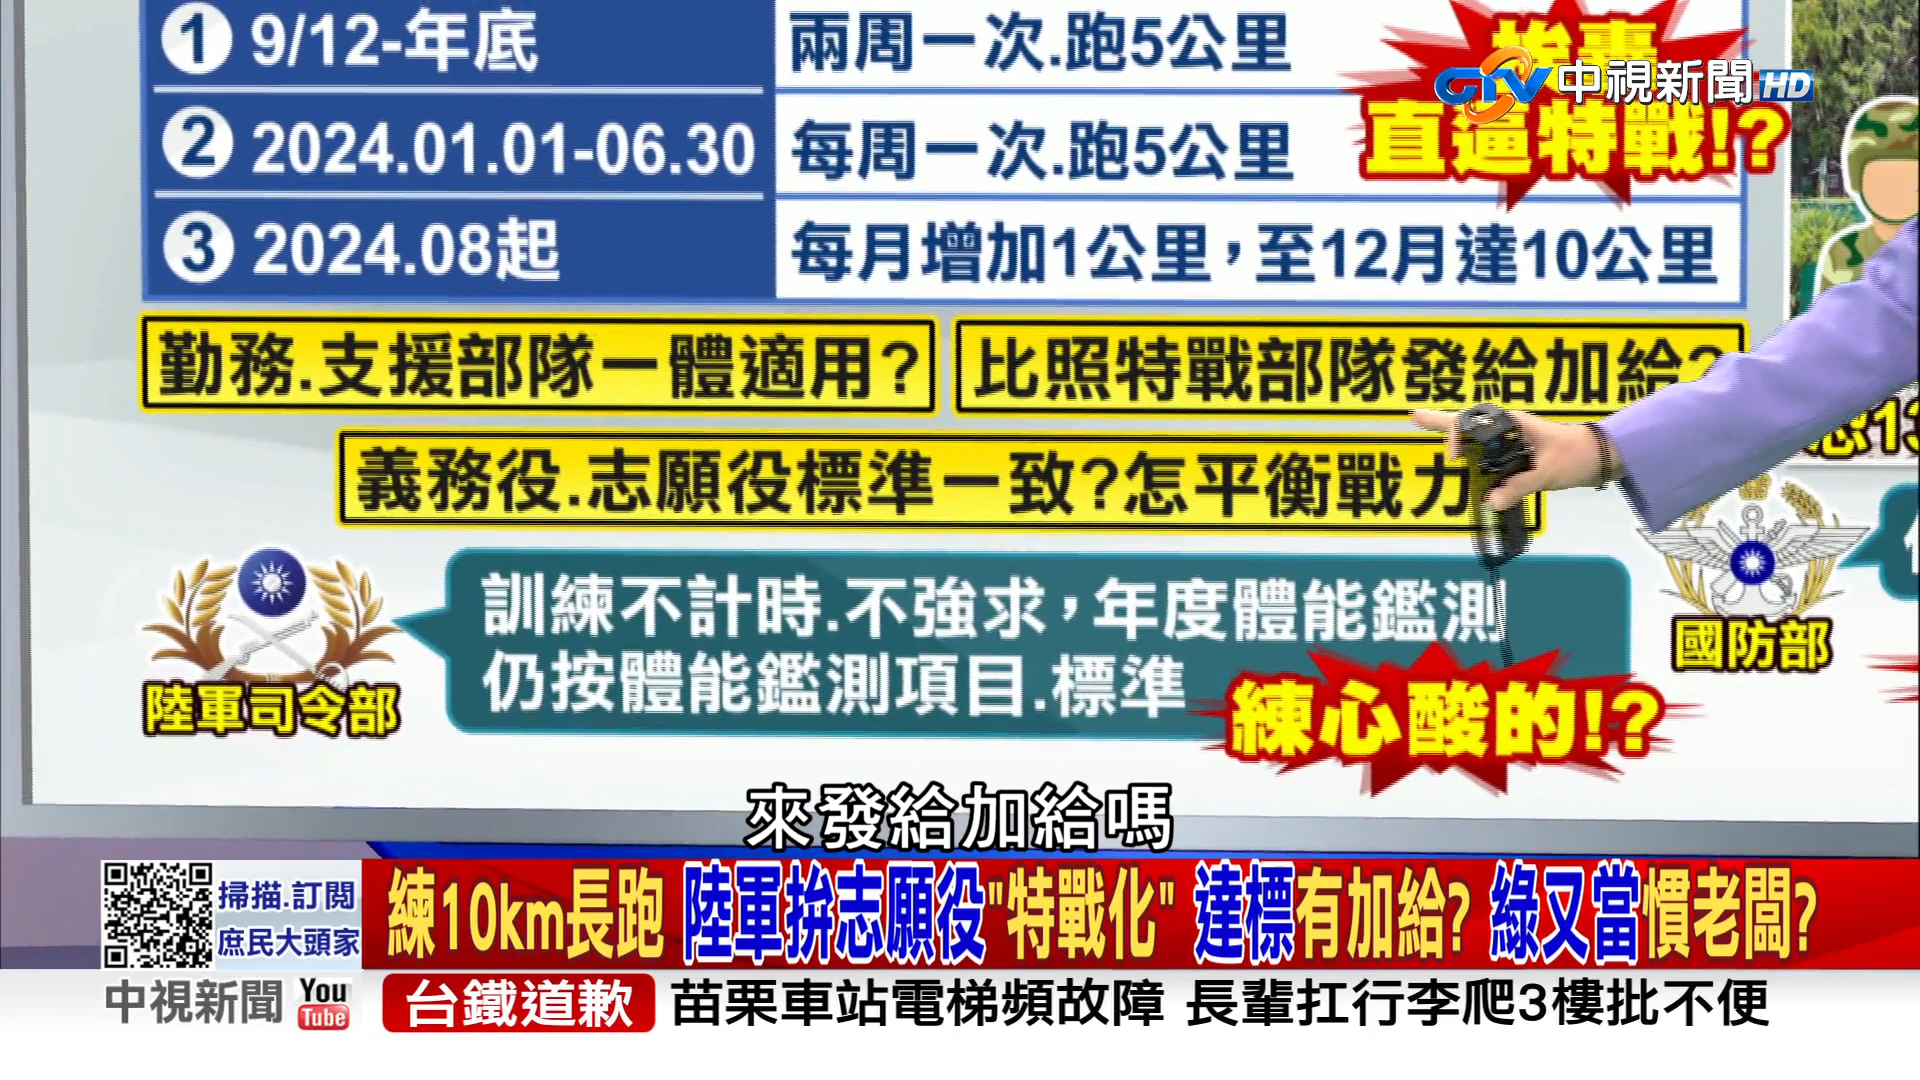 ① 9/12-年底 兩周一次.跑5公里
CTV中視新聞HD
直逼特戰!?
② 2024.01.01-06.30 每周一次.跑5公里
③ 2024.08起 每月增加1公里，至12月達10公里
勤務.支援部隊一體適用? 比照特戰部隊發給加給?
義務役.志願役標準一致?怎平衡戰力
訓練不計時.不強求，年度體能鑑測
仍按體能鑑測項目.標準
陸軍司令部
國防部
練心酸的!?
來發給加給嗎
掃描.訂閱
庶民大頭家
練10km長跑 陸軍拚志願役"特戰化" 達標有加給? 綠又當慣老闆?
中視新聞 You Tube
台鐵道歉 苗栗車站電梯頻故障 長輩扛行李爬3樓批不便